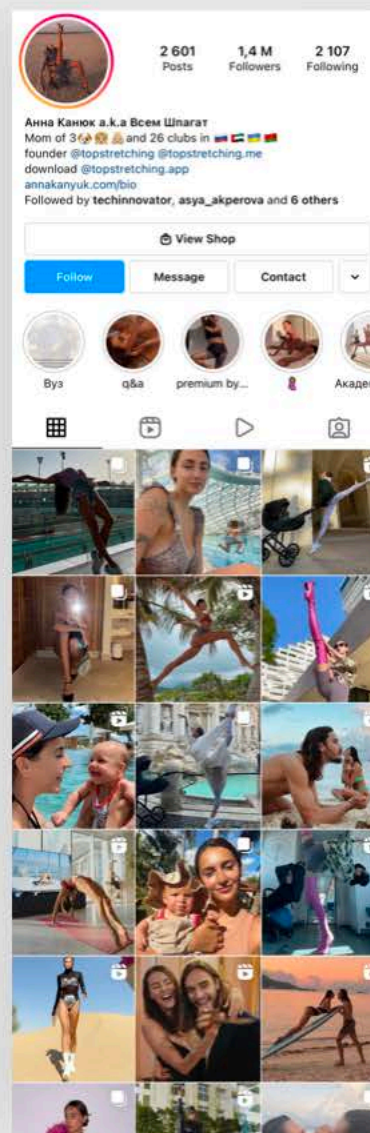 2 601 1,4 M 2 107
Posts Followers Following
Анна Канюк a.k.a Всем Шпагат
Mom of 3🐶🦁👶🏼and 26 clubs in 🇷🇺🇦🇪🇺🇦🇧🇾
founder @topstretching @topstretching.me
download @topstretching.app
annakanyuk.com/bio
Followed by techinnovator, asya_akperova and 6 others
View Shop
Follow Message Contact
Вуз q&a premium by...